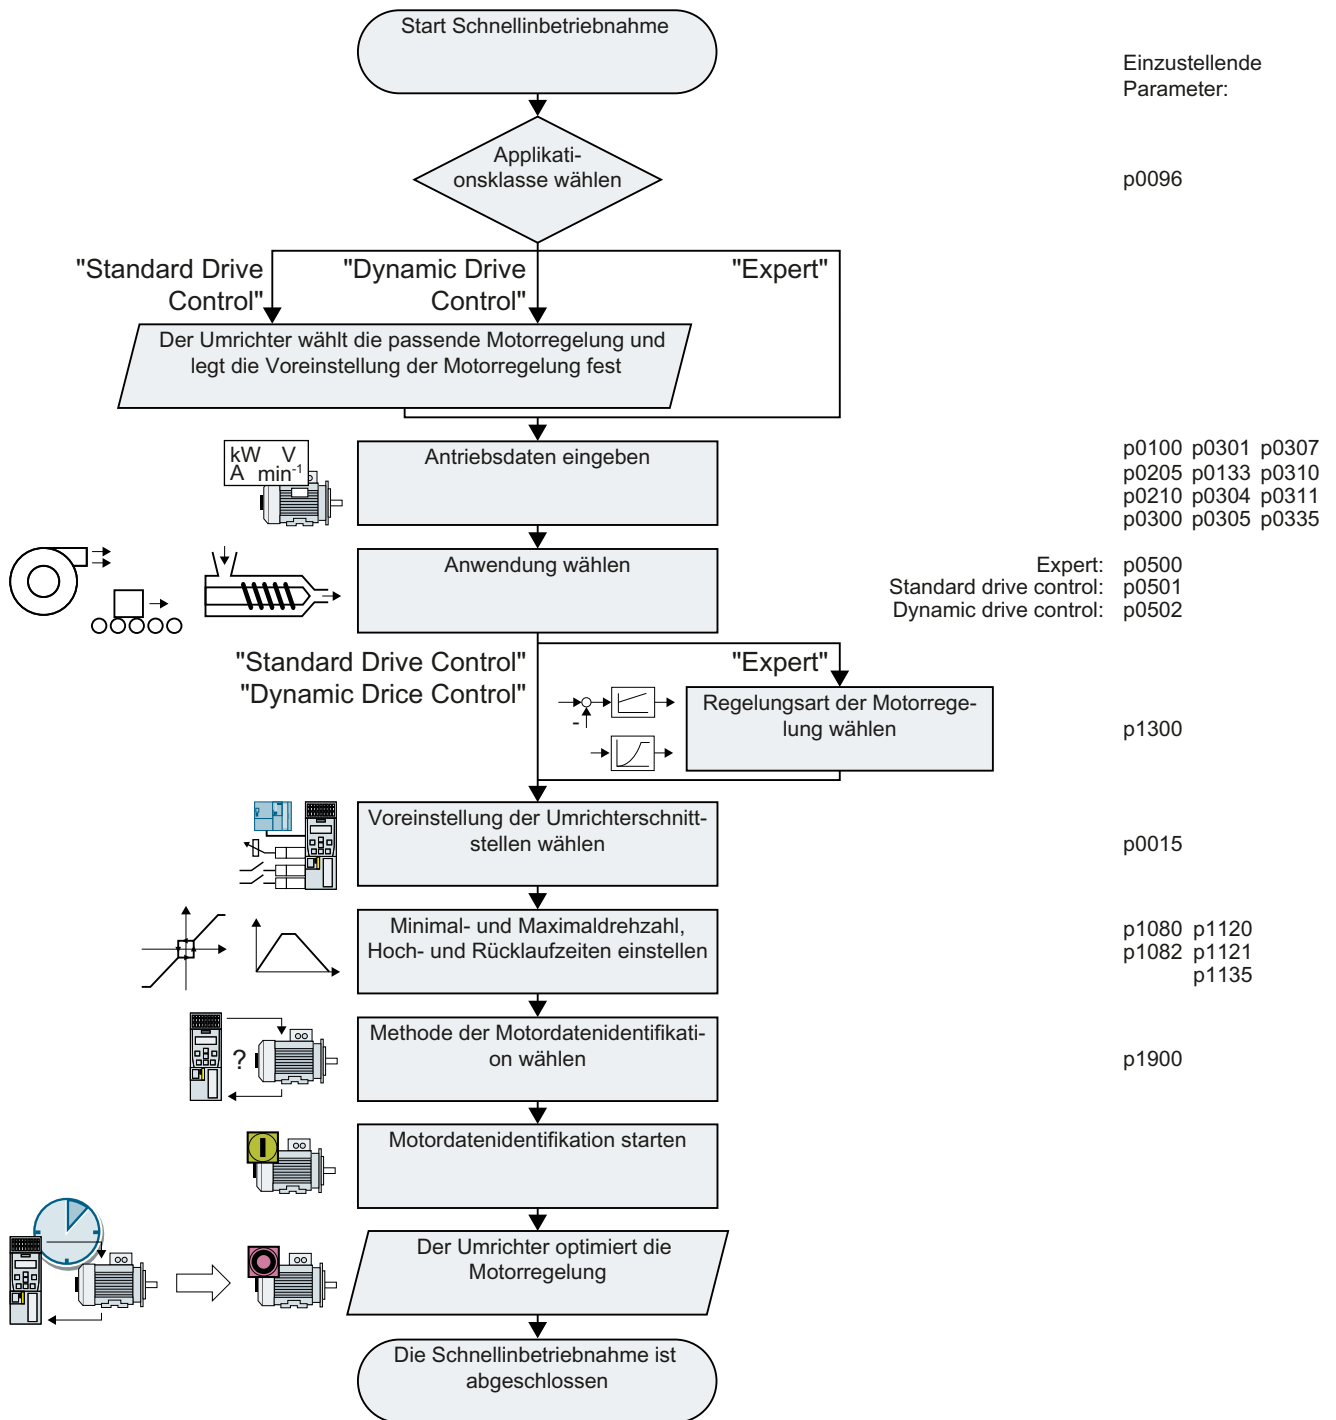 Start Schnellinbetriebnahme
Einzustellende
Parameter:
Applikati-
onsklasse wählen
p0096
"Standard Drive
Control"
"Dynamic Drive
Control"
"Expert"
Der Umrichter wählt die passende Motorregelung und
legt die Voreinstellung der Motorregelung fest
kW V
A min-1
Antriebsdaten eingeben
p0100 p0301 p0307
p0205 p0133 p0310
p0210 p0304 p0311
p0300 p0305 p0335
Anwendung wählen
Expert: p0500
Standard drive control: p0501
Dynamic drive control: p0502
"Standard Drive Control"
"Dynamic Drice Control"
"Expert"
-
Regelungsart der Motorrege-
lung wählen
p1300
Voreinstellung der Umrichterschnitt-
stellen wählen
p0015
Minimal- und Maximaldrehzahl,
Hoch- und Rücklaufzeiten einstellen
p1080 p1120
p1082 p1121
p1135
?
Methode der Motordatenidentifikati-
on wählen
p1900
Motordatenidentifikation starten
Der Umrichter optimiert die
Motorregelung
Die Schnellinbetriebnahme ist
abgeschlossen